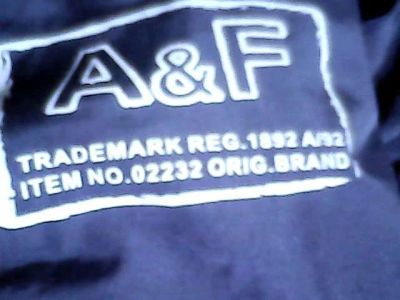 A&F
TRADEMARK REG.1892 A/92
ITEM NO.02232 ORIG.BRAND